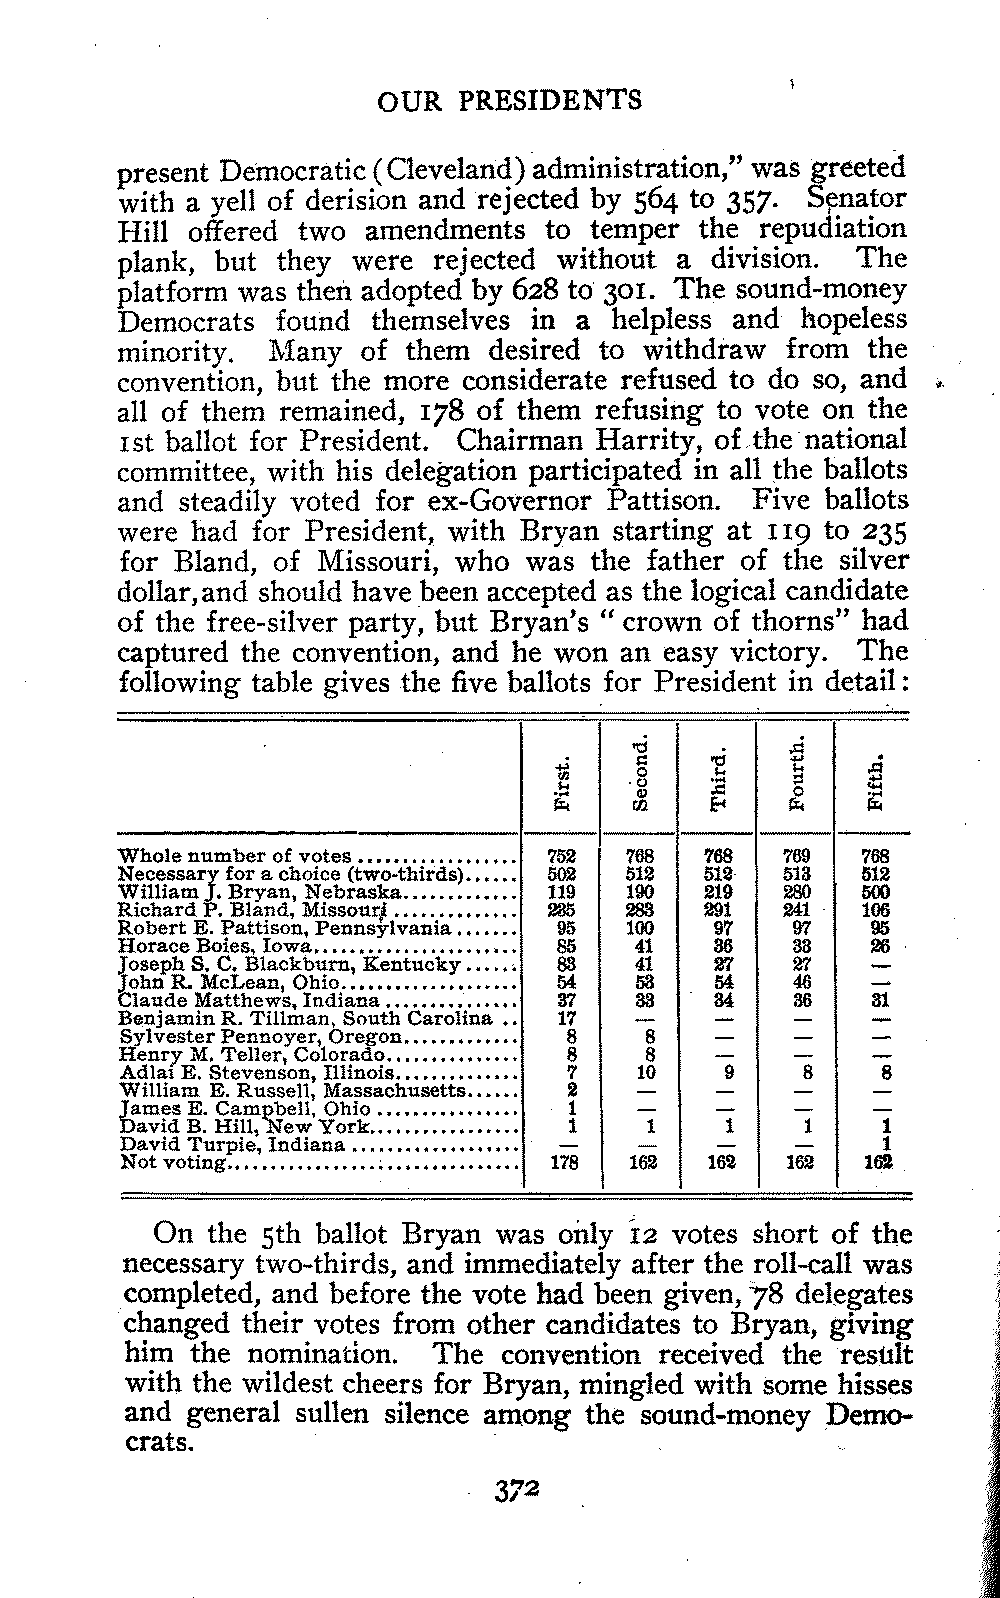 OUR PRESIDENTS
present Democratic (Cleveland) administration,” was greeted
with a yell of derision and rejected by 564 to 357. Senator
Hill offered two amendments to temper the repudiation
plank, but they were rejected without a division. The
platform was then adopted by 628 to 301. The sound-money
Democrats found themselves in a helpless and hopeless
minority. Many of them desired to withdraw from the
convention, but the more considerate refused to do so, and
all of them remained, 178 of them refusing to vote on the
1st ballot for President. Chairman Harrity, of the national
committee, with his delegation participated in all the ballots
and steadily voted for ex-Governor Pattison. Five ballots
were had for President, with Bryan starting at 119 to 235
for Bland, of Missouri, who was the father of the silver
dollar, and should have been accepted as the logical candidate
of the free-silver party, but Bryan’s “ crown of thorns” had
captured the convention, and he won an easy victory. The
following table gives the five ballots for President in detail:
First. Second. Third. Fourth. Fifth.
Whole number of votes .................. 752 768 768 769 768
Necessary for a choice (two-thirds)...... 502 512 512 513 512
William J. Bryan, Nebraska............. 119 190 219 280 500
Richard P. Bland, Missouri .............. 235 283 291 241 106
Robert E. Pattison, Pennsylvania ....... 95 100 97 97 95
Horace Boies, Iowa....................... 85 41 36 33 26
Joseph S. C. Blackburn, Kentucky...... 83 41 27 27 —
John R. McLean, Ohio.................... 54 53 54 46 —
Claude Matthews, Indiana ............... 37 33 34 36 31
Benjamin R. Tillman, South Carolina .. 17 — — — —
Sylvester Pennoyer, Oregon............. 8 8 — — —
Henry M. Teller, Colorado............... 8 8 — — —
Adlai E. Stevenson, Illinois.............. 7 10 9 8 8
William E. Russell, Massachusetts...... 2 — — — —
James E. Campbell, Ohio ................ 1 — — — —
David B. Hill, New York................. 1 1 1 1 1
David Turpie, Indiana ................... — — — — 1
Not voting................................. 178 162 162 162 162
On the 5th ballot Bryan was only 12 votes short of the
necessary two-thirds, and immediately after the roll-call was
completed, and before the vote had been given, 78 delegates
changed their votes from other candidates to Bryan, giving
him the nomination. The convention received the result
with the wildest cheers for Bryan, mingled with some hisses
and general sullen silence among the sound-money Demo-
crats.
372